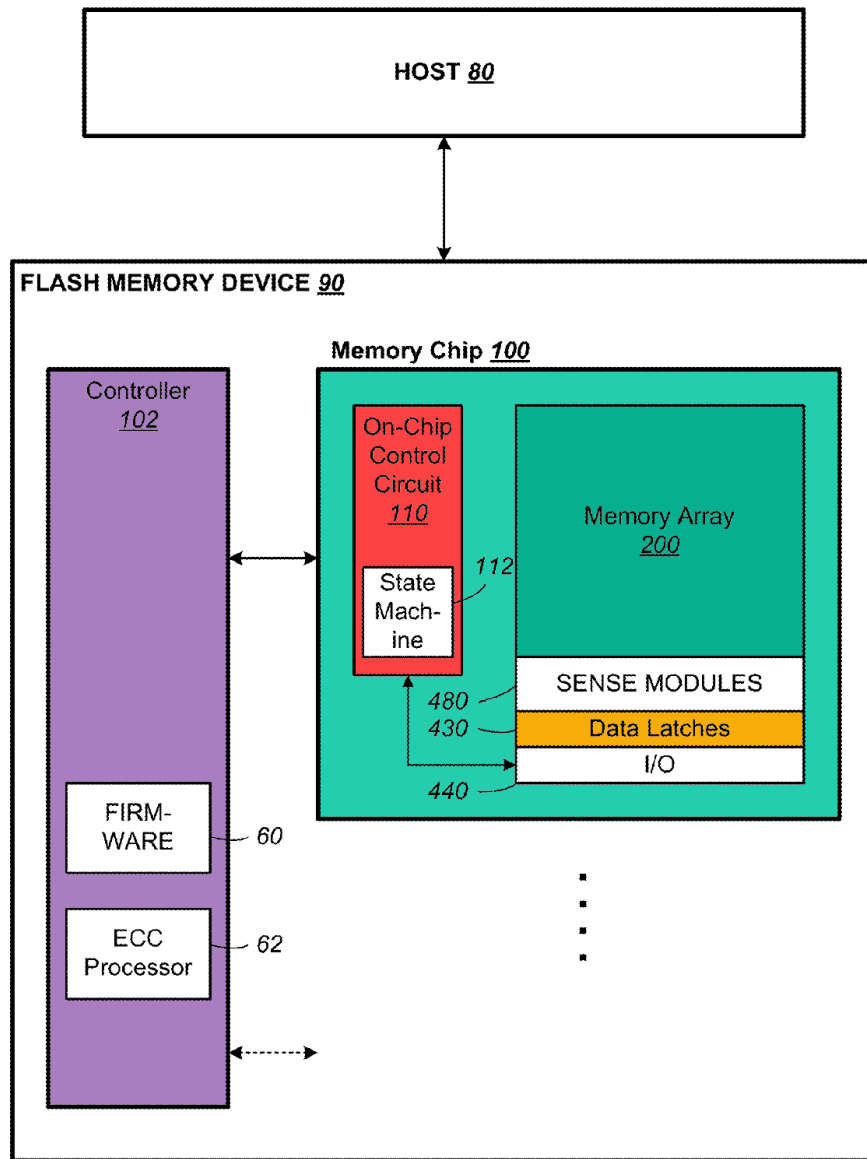 HOST 80
FLASH MEMORY DEVICE 90
Memory Chip 100
Controller
102
On-Chip
Control
Circuit
110
State
Mach-
ine
112
Memory Array
200
480
SENSE MODULES
430
Data Latches
I/O
440
FIRM-
WARE
60
ECC
Processor
62